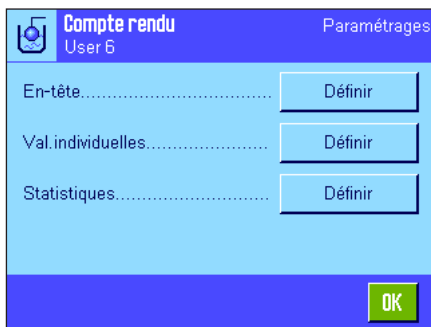 Compte rendu Paramétrages
User 6
En-tête................................. Définir
Val.individuelles..................... Définir
Statistiques........................... Définir
OK